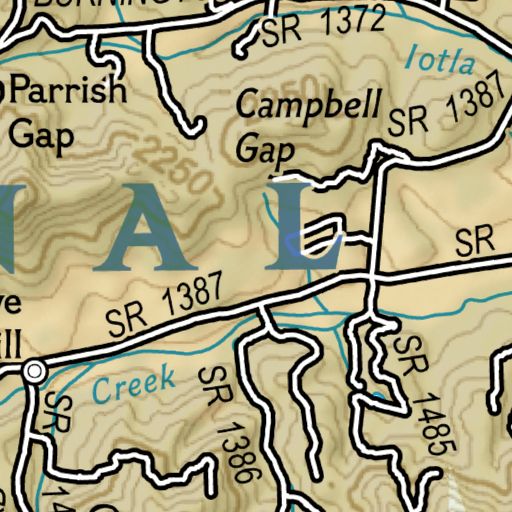 SR 1372
Iotla
Parrish
Gap
Campbell
Gap
SR 1387
2250
NAL
SR
SR 1387
Creek
SR
SR 1386
SR 1485